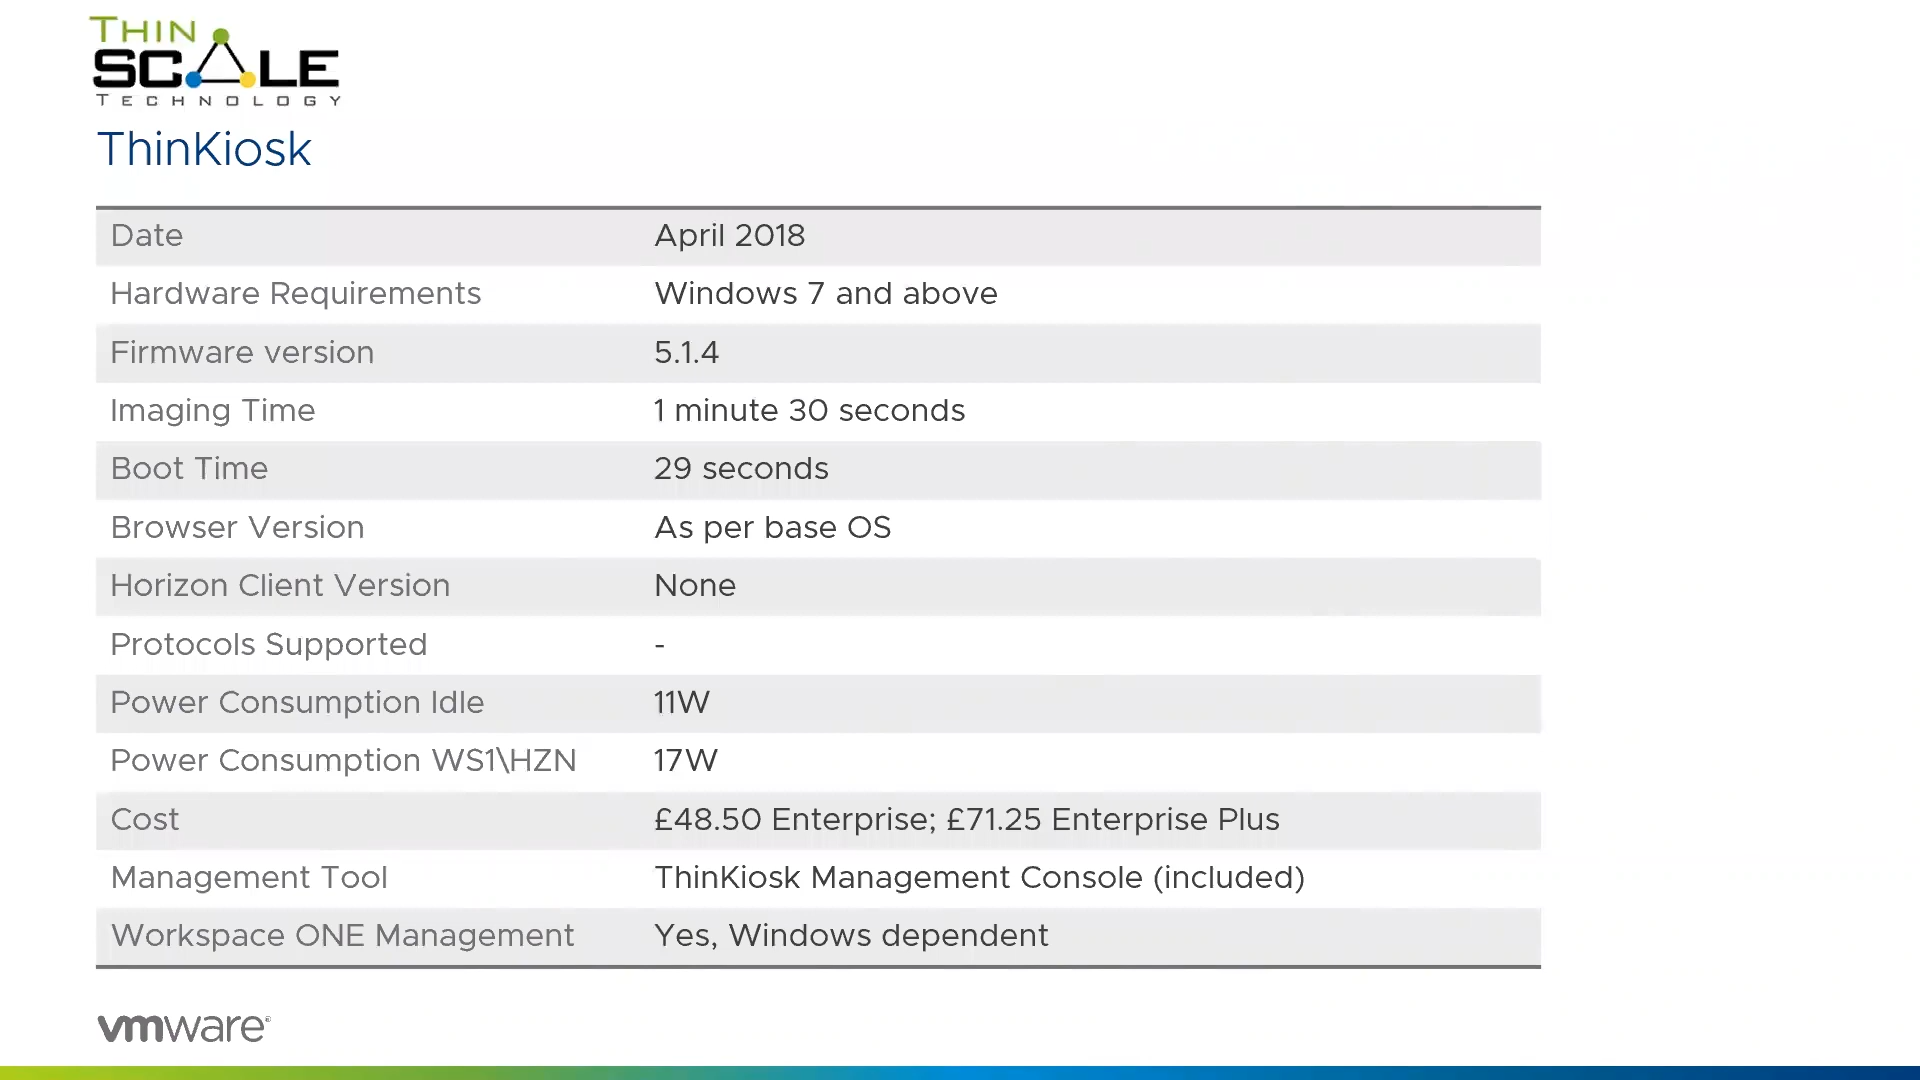 THIN
SCALE
TECHNOLOGY
ThinKiosk
Date April 2018
Hardware Requirements Windows 7 and above
Firmware version 5.1.4
Imaging Time 1 minute 30 seconds
Boot Time 29 seconds
Browser Version As per base OS
Horizon Client Version None
Protocols Supported -
Power Consumption Idle 11W
Power Consumption WS1\HZN 17W
Cost £48.50 Enterprise; £71.25 Enterprise Plus
Management Tool ThinKiosk Management Console (included)
Workspace ONE Management Yes, Windows dependent
vmware®